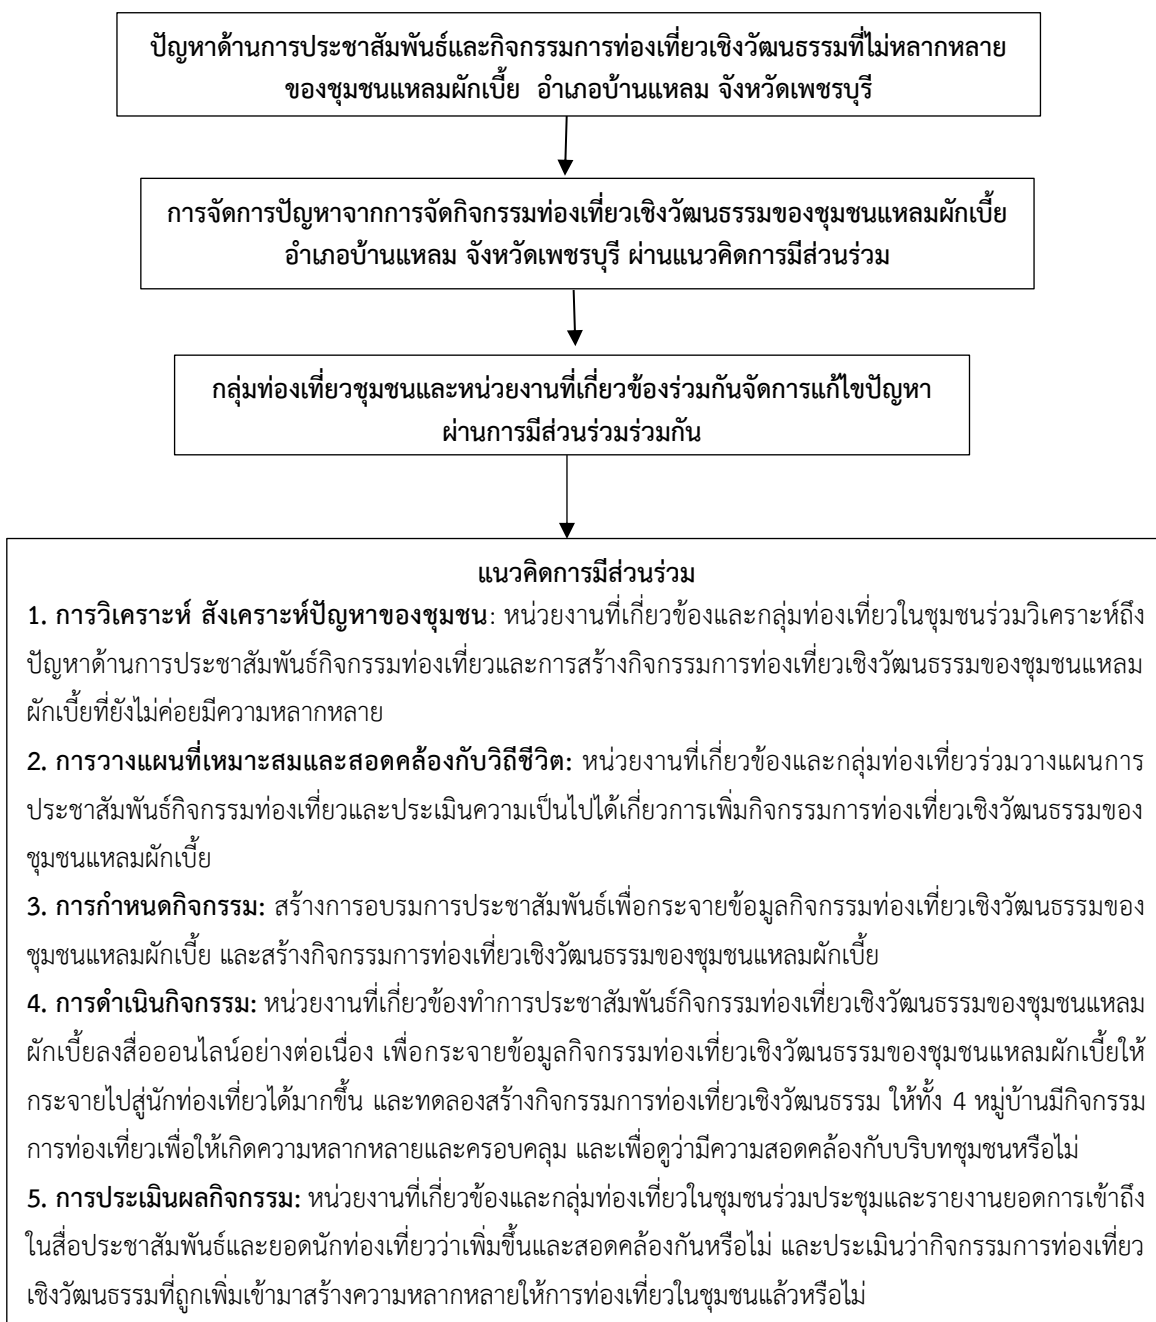 ปัญหาด้านการประชาสัมพันธ์และกิจกรรมการท่องเที่ยวเชิงวัฒนธรรมที่ไม่หลากหลาย
ของชุมชนแหลมผักเบี้ย อำเภอบ้านแหลม จังหวัดเพชรบุรี
การจัดการปัญหาจากการจัดกิจกรรมท่องเที่ยวเชิงวัฒนธรรมของชุมชนแหลมผักเบี้ย
อำเภอบ้านแหลม จังหวัดเพชรบุรี ผ่านแนวคิดการมีส่วนร่วม
กลุ่มท่องเที่ยวชุมชนและหน่วยงานที่เกี่ยวข้องร่วมกันจัดการแก้ไขปัญหา
ผ่านการมีส่วนร่วมร่วมกัน
แนวคิดการมีส่วนร่วม
1. การวิเคราะห์ สังเคราะห์ปัญหาของชุมชน: หน่วยงานที่เกี่ยวข้องและกลุ่มท่องเที่ยวในชุมชนร่วมวิเคราะห์ถึง
ปัญหาด้านการประชาสัมพันธ์กิจกรรมท่องเที่ยวและการสร้างกิจกรรมการท่องเที่ยวเชิงวัฒนธรรมของชุมชนแหลม
ผักเบี้ยที่ยังไม่ค่อยมีความหลากหลาย
2. การวางแผนที่เหมาะสมและสอดคล้องกับวิถีชีวิต: หน่วยงานที่เกี่ยวข้องและกลุ่มท่องเที่ยวร่วมวางแผนการ
ประชาสัมพันธ์กิจกรรมท่องเที่ยวและประเมินความเป็นไปได้เกี่ยวการเพิ่มกิจกรรมการท่องเที่ยวเชิงวัฒนธรรมของ
ชุมชนแหลมผักเบี้ย
3. การกำหนดกิจกรรม: สร้างการอบรมการประชาสัมพันธ์เพื่อกระจายข้อมูลกิจกรรมท่องเที่ยวเชิงวัฒนธรรมของ
ชุมชนแหลมผักเบี้ย และสร้างกิจกรรมการท่องเที่ยวเชิงวัฒนธรรมของชุมชนแหลมผักเบี้ย
4. การดำเนินกิจกรรม: หน่วยงานที่เกี่ยวข้องทำการประชาสัมพันธ์กิจกรรมท่องเที่ยวเชิงวัฒนธรรมของชุมชนแหลม
ผักเบี้ยลงสื่อออนไลน์อย่างต่อเนื่อง เพื่อกระจายข้อมูลกิจกรรมท่องเที่ยวเชิงวัฒนธรรมของชุมชนแหลมผักเบี้ยให้
กระจายไปสู่นักท่องเที่ยวได้มากขึ้น และทดลองสร้างกิจกรรมการท่องเที่ยวเชิงวัฒนธรรม ให้ทั้ง 4 หมู่บ้านมีกิจกรรม
การท่องเที่ยวเพื่อให้เกิดความหลากหลายและครอบคลุม และเพื่อดูว่ามีความสอดคล้องกับบริบทชุมชนหรือไม่
5. การประเมินผลกิจกรรม: หน่วยงานที่เกี่ยวข้องและกลุ่มท่องเที่ยวในชุมชนร่วมประชุมและรายงานยอดการเข้าถึง
ในสื่อประชาสัมพันธ์และยอดนักท่องเที่ยวว่าเพิ่มขึ้นและสอดคล้องกันหรือไม่ และประเมินว่ากิจกรรมการท่องเที่ยว
เชิงวัฒนธรรมที่ถูกเพิ่มเข้ามาสร้างความหลากหลายให้การท่องเที่ยวในชุมชนแล้วหรือไม่